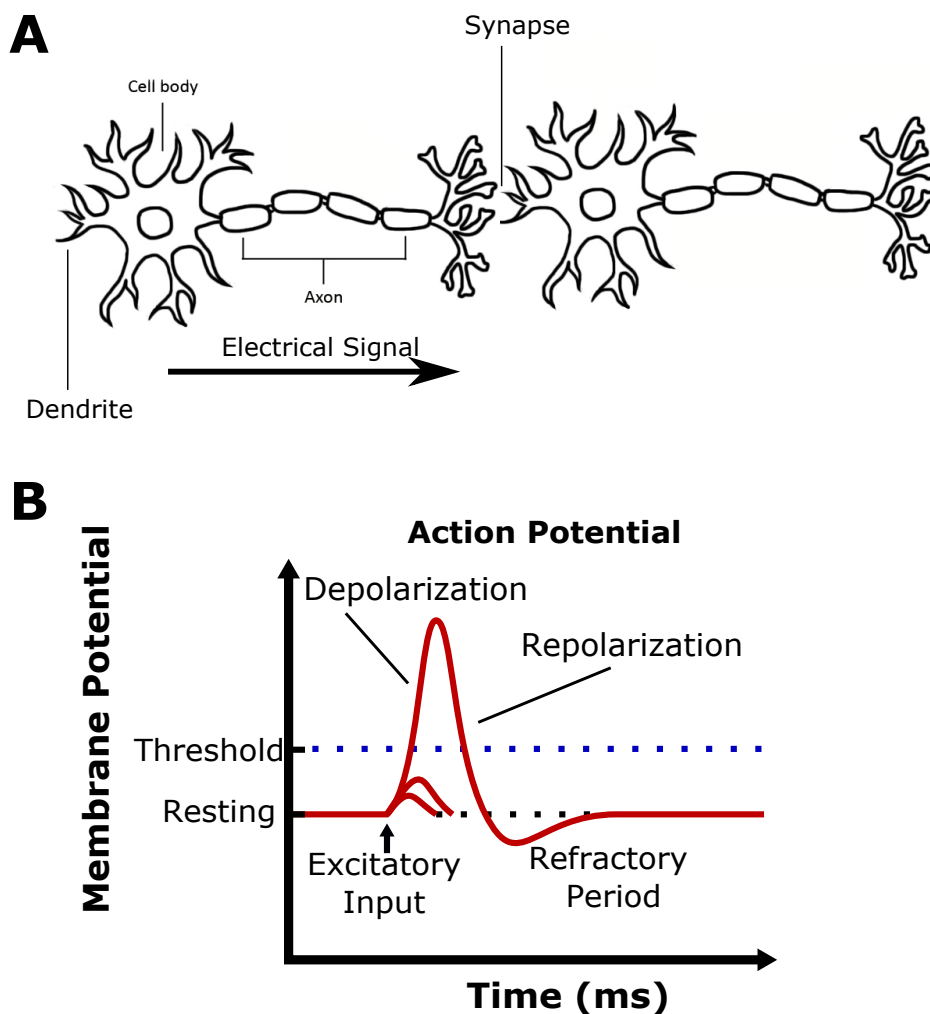 A
Synapse
Cell body
Axon
Electrical Signal
Dendrite
B
Membrane Potential
Action Potential
Depolarization
Repolarization
Threshold
Resting
Excitatory
Input
Refractory
Period
Time (ms)